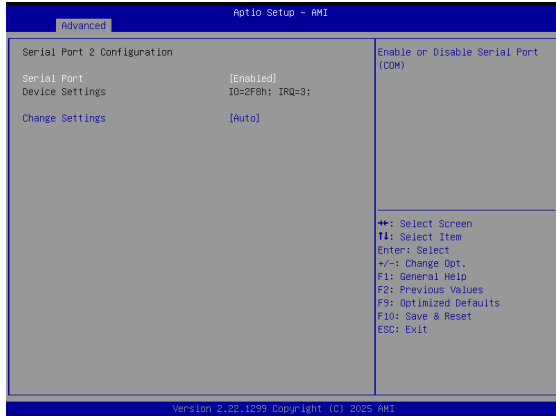 Aptio Setup - AMI
Advanced
Serial Port 2 Configuration
Serial Port [Enabled]
Device Settings IO=2F8h; IRQ=3;
Change Settings [Auto]
Enable or Disable Serial Port
(COM)
→←: Select Screen
↑↓: Select Item
Enter: Select
+/-: Change Opt.
F1: General Help
F2: Previous Values
F9: Optimized Defaults
F10: Save & Reset
ESC: Exit
Version 2.22.1299 Copyright (C) 2025 AMI